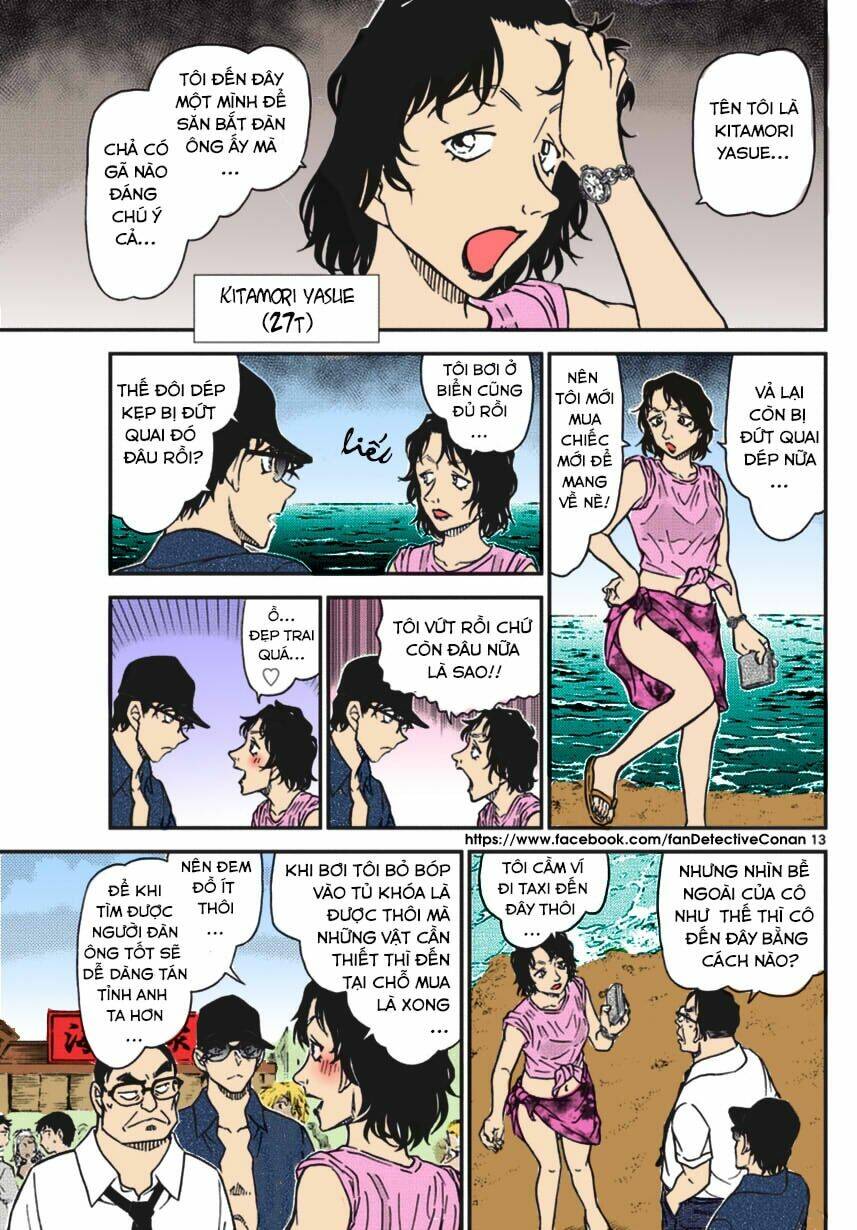 TÊN TÔI LÀ
KITAMORI
YASUE...
TÔI ĐẾN ĐÂY
MỘT MÌNH ĐỂ
SĂN BẮT ĐÀN
ÔNG ẤY MÀ
...
CHẢ CÓ
GÃ NÀO
ĐÁNG
CHÚ Ý
CẢ...
KITAMORI YASUE
(27T)
VẢ LẠI
CÒN BỊ
ĐỨT QUAI
DÉP NỮA
...
NÊN
TÔI MỚI
MUA
CHIẾC
MỚI ĐỂ
MANG
VỀ NÈ!
TÔI BƠI Ở
BIỂN CŨNG
ĐỦ RỒI
...
liếc
THẾ ĐÔI DÉP
KẸP BỊ ĐỨT
QUAI ĐÓ
ĐÂU RỒI?
TÔI VỨT RỒI CHỨ
CÒN ĐÂU NỮA
LÀ SAO!!
Ồ...
ĐẸP TRAI
QUÁ...
♡
https://www.facebook.com/fanDetectiveConan 13
NHƯNG NHÌN BỀ
NGOÀI CỦA CÔ
NHƯ THẾ THÌ CÔ
ĐẾN ĐÂY BẰNG
CÁCH NÀO?
TÔI CẦM VÍ
ĐI TAXI ĐẾN
ĐÂY THÔI
...
KHI BƠI TÔI BỎ BÓP
VÀO TỦ KHÓA LÀ
ĐƯỢC THÔI MÀ
NHỮNG VẬT CẦN
THIẾT THÌ ĐẾN
TẠI CHỖ MUA
LÀ XONG
...
NÊN ĐEM
ĐỒ ÍT
THÔI
...
ĐỂ KHI
TÌM ĐƯỢC
NGƯỜI ĐÀN
ÔNG TỐT SẼ
DỄ DÀNG TÁN
TỈNH ANH
TA HƠN
海